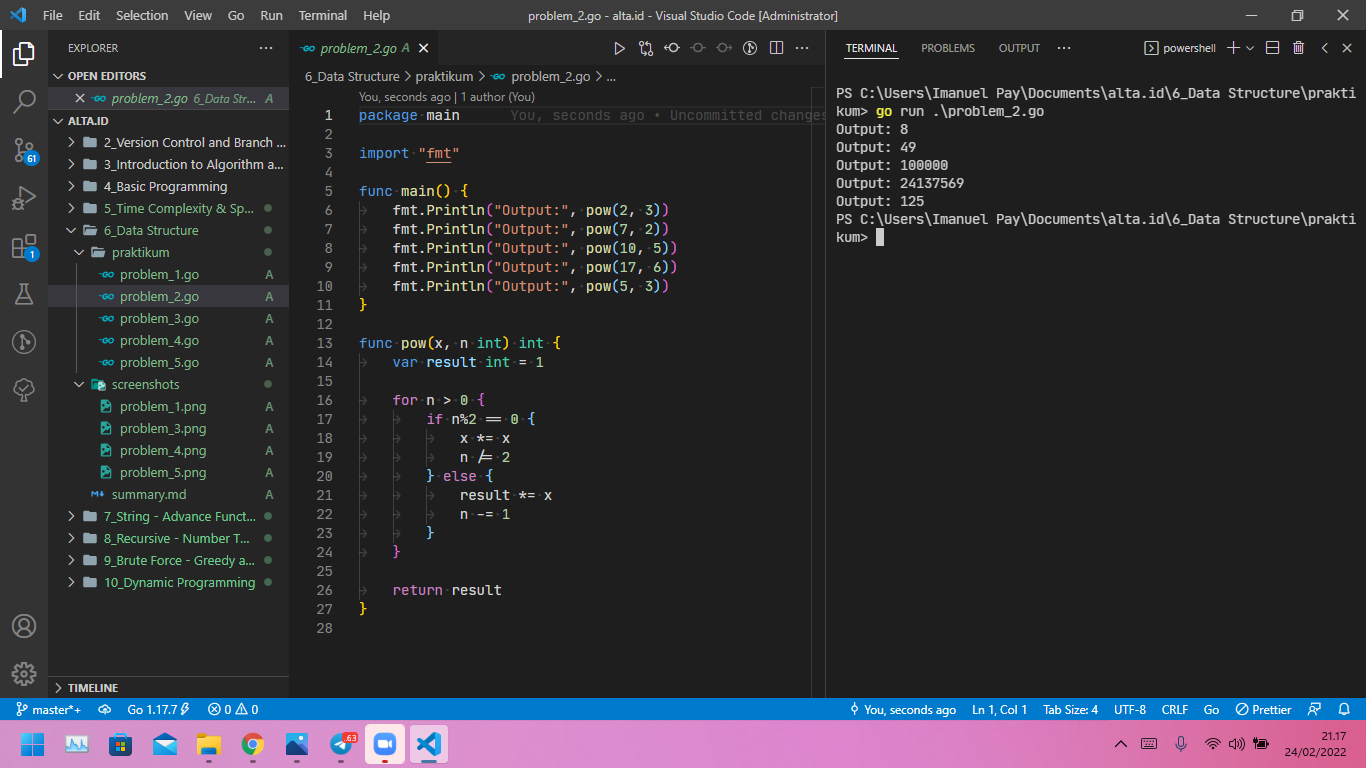 File Edit Selection View Go Run Terminal Help problem_2.go - alta.id - Visual Studio Code [Administrator]
EXPLORER
OPEN EDITORS
problem_2.go 6_Data Str... A
ALTA.ID
2_Version Control and Branch ...
3_Introduction to Algorithm a...
4_Basic Programming
5_Time Complexity & Sp...
6_Data Structure
praktikum
problem_1.go A
problem_2.go A
problem_3.go A
problem_4.go A
problem_5.go A
screenshots
problem_1.png A
problem_3.png A
problem_4.png A
problem_5.png A
summary.md A
7_String - Advance Funct...
8_Recursive - Number T...
9_Brute Force - Greedy a...
10_Dynamic Programming
TIMELINE
61
1
problem_2.go A
6_Data Structure > praktikum > problem_2.go > ...
You, seconds ago | 1 author (You)
1 package main You, seconds ago • Uncommitted changes
2
3 import "fmt"
4
5 func main() {
6 fmt.Println("Output:", pow(2, 3))
7 fmt.Println("Output:", pow(7, 2))
8 fmt.Println("Output:", pow(10, 5))
9 fmt.Println("Output:", pow(17, 6))
10 fmt.Println("Output:", pow(5, 3))
11 }
12
13 func pow(x, n int) int {
14 var result int = 1
15
16 for n > 0 {
17 if n%2 == 0 {
18 x *= x
19 n /= 2
20 } else {
21 result *= x
22 n -= 1
23 }
24 }
25
26 return result
27 }
28
TERMINAL PROBLEMS OUTPUT powershell
PS C:\Users\Imanuel Pay\Documents\alta.id\6_Data Structure\prakti
kum> go run .\problem_2.go
Output: 8
Output: 49
Output: 100000
Output: 24137569
Output: 125
PS C:\Users\Imanuel Pay\Documents\alta.id\6_Data Structure\prakti
kum>
master*+ Go 1.17.7 0 0 You, seconds ago Ln 1, Col 1 Tab Size: 4 UTF-8 CRLF Go Prettier
63
21.17
24/02/2022